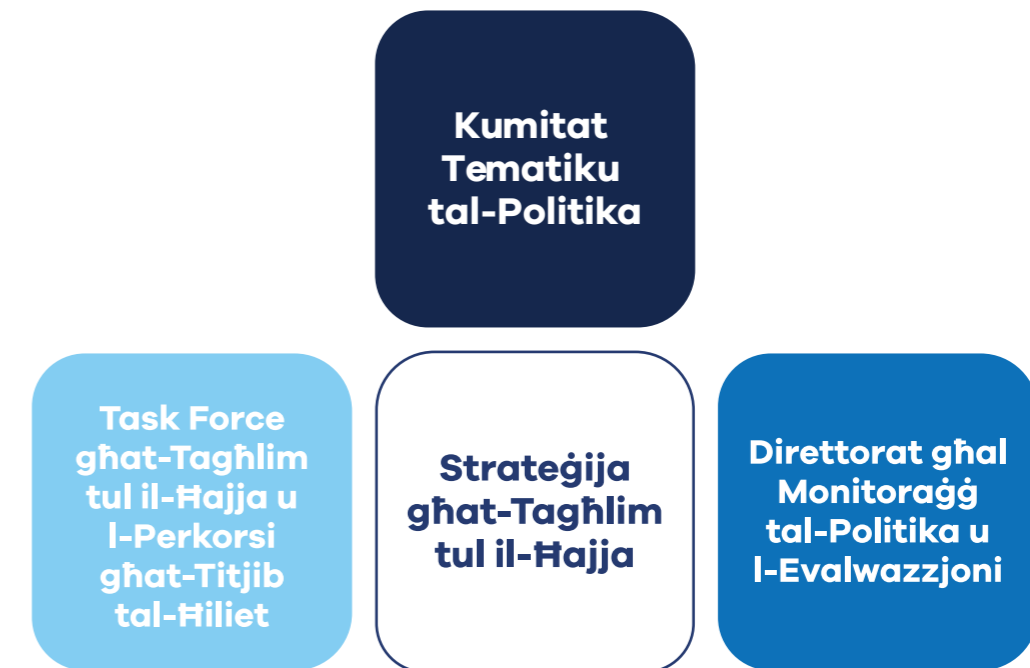 Kumitat
Tematiku
tal-Politika
Task Force
għat-Tagħlim
tul il-Ħajja u
l-Perkorsi
għat-Titjib
tal-Ħiliet
Strateġija
għat-Tagħlim
tul il-Ħajja
Direttorat għal
Monitoraġġ
tal-Politika u
l-Evalwazzjoni